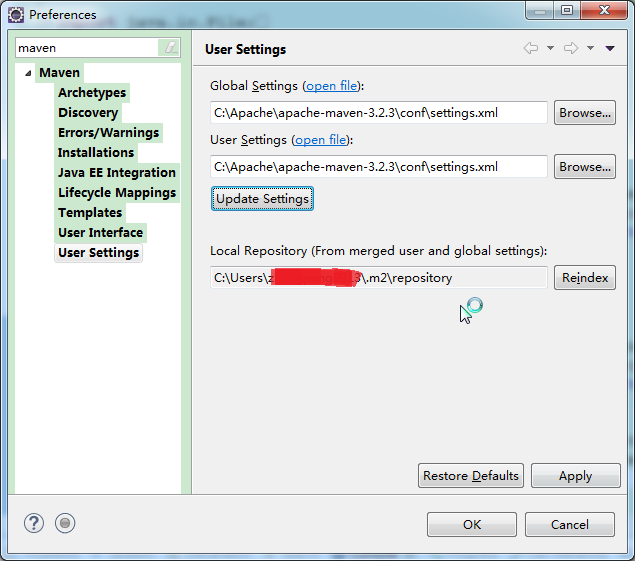 Preferences
maven
User Settings
Maven
Archetypes
Discovery
Errors/Warnings
Installations
Java EE Integration
Lifecycle Mappings
Templates
User Interface
User Settings
Global Settings (open file):
C:\Apache\apache-maven-3.2.3\conf\settings.xml
Browse...
User Settings (open file):
C:\Apache\apache-maven-3.2.3\conf\settings.xml
Browse...
Update Settings
Local Repository (From merged user and global settings):
C:\Users\z 3\.m2\repository
Reindex
Restore Defaults
Apply
OK
Cancel